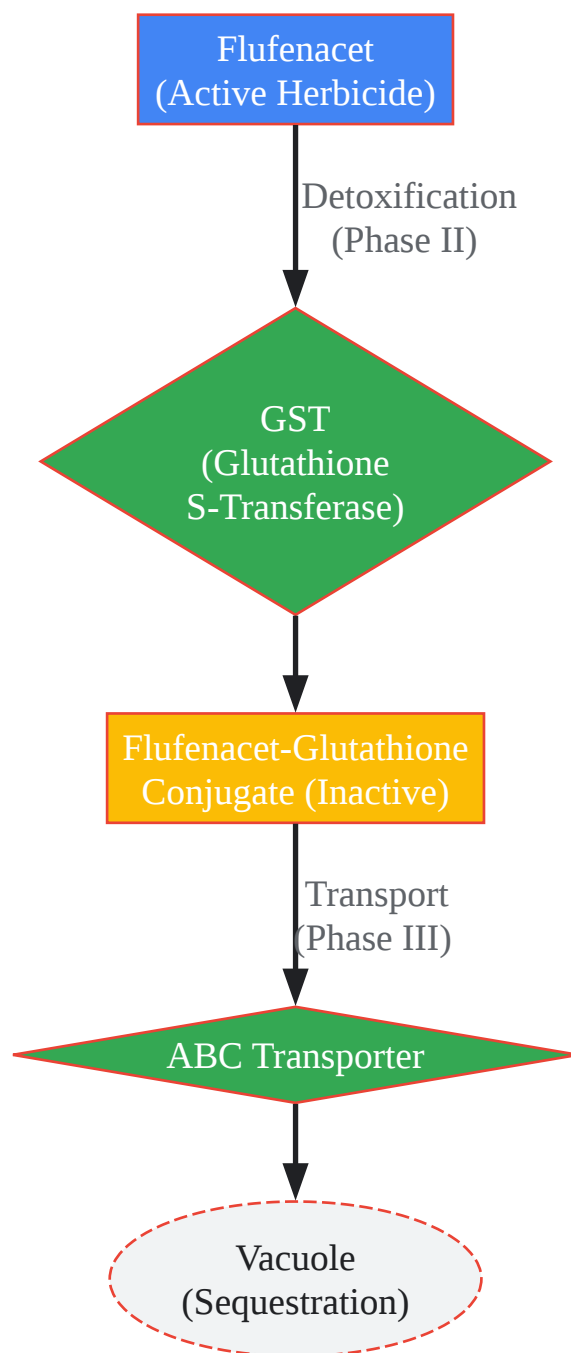 Flufenacet
(Active Herbicide)
Detoxification
(Phase II)
GST
(Glutathione
S-Transferase)
Flufenacet-Glutathione
Conjugate (Inactive)
Transport
(Phase III)
ABC Transporter
Vacuole
(Sequestration)